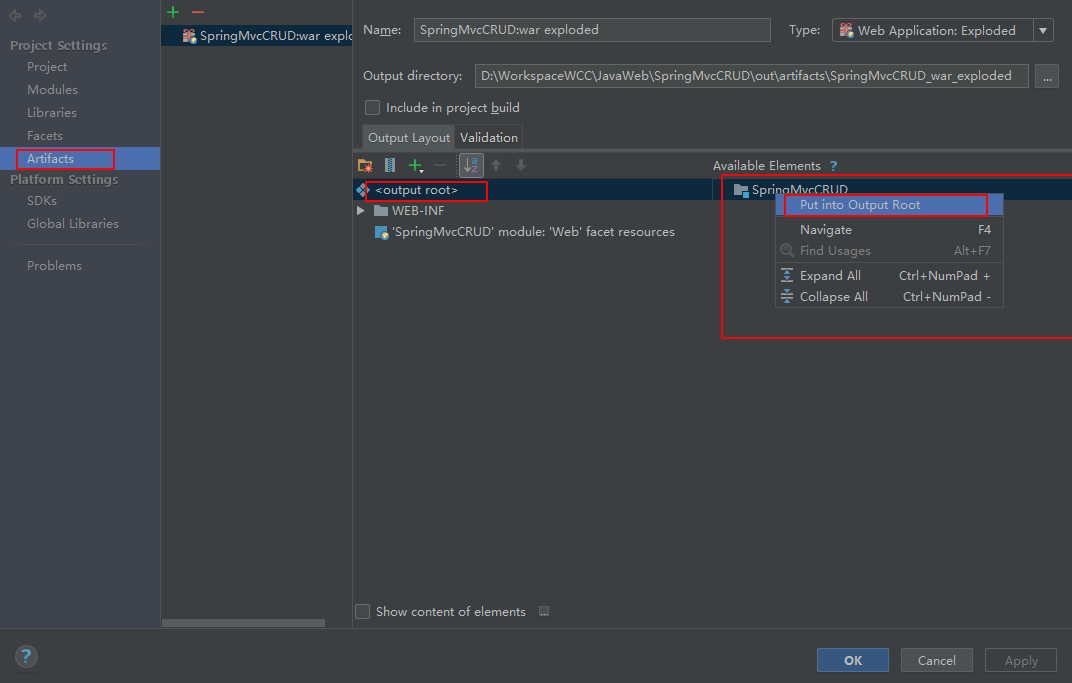 Project Settings
Project
Modules
Libraries
Facets
Artifacts
Platform Settings
SDKs
Global Libraries
Problems
SpringMvcCRUD:war explo
Name: SpringMvcCRUD:war exploded Type: Web Application: Exploded
Output directory: D:\WorkspaceWCC\JavaWeb\SpringMvcCRUD\out\artifacts\SpringMvcCRUD_war_exploded ...
Include in project build
Output Layout Validation
Available Elements ?
<output root>
WEB-INF
'SpringMvcCRUD' module: 'Web' facet resources
SpringMvcCRUD
Put into Output Root
Navigate F4
Find Usages Alt+F7
Expand All Ctrl+NumPad +
Collapse All Ctrl+NumPad -
Show content of elements ...
? OK Cancel Apply